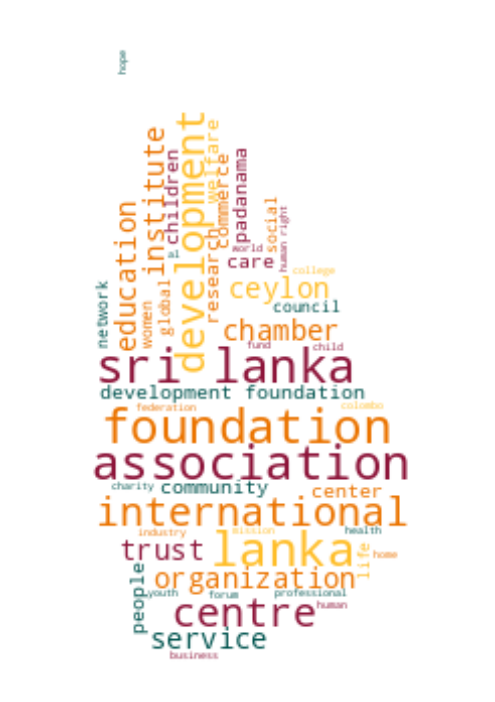 hope
development
welfare
institute
children
commerce
padanama
education
research
social
human right
world
al
care
global
women
network
college
ceylon
council
chamber
fund
child
sri lanka
development foundation
federation
colombo
foundation
association
charity
community
center
international
industry
mission
health
trust
lanka
life
home
organization
people
youth
forum
professional
centre
human
service
business